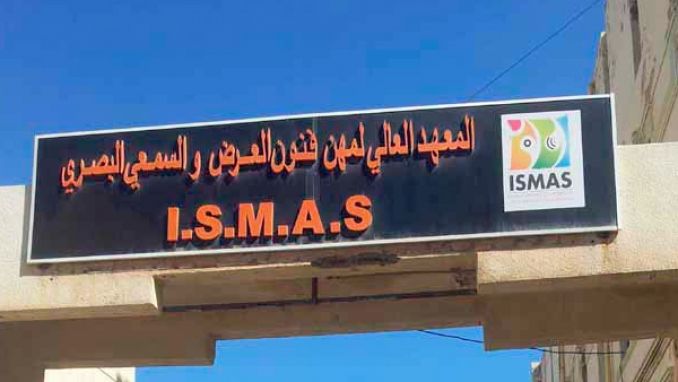 المعهد العالي لمهن فنون العرض و السمعي البصري
I.S.M.A.S
ISMAS